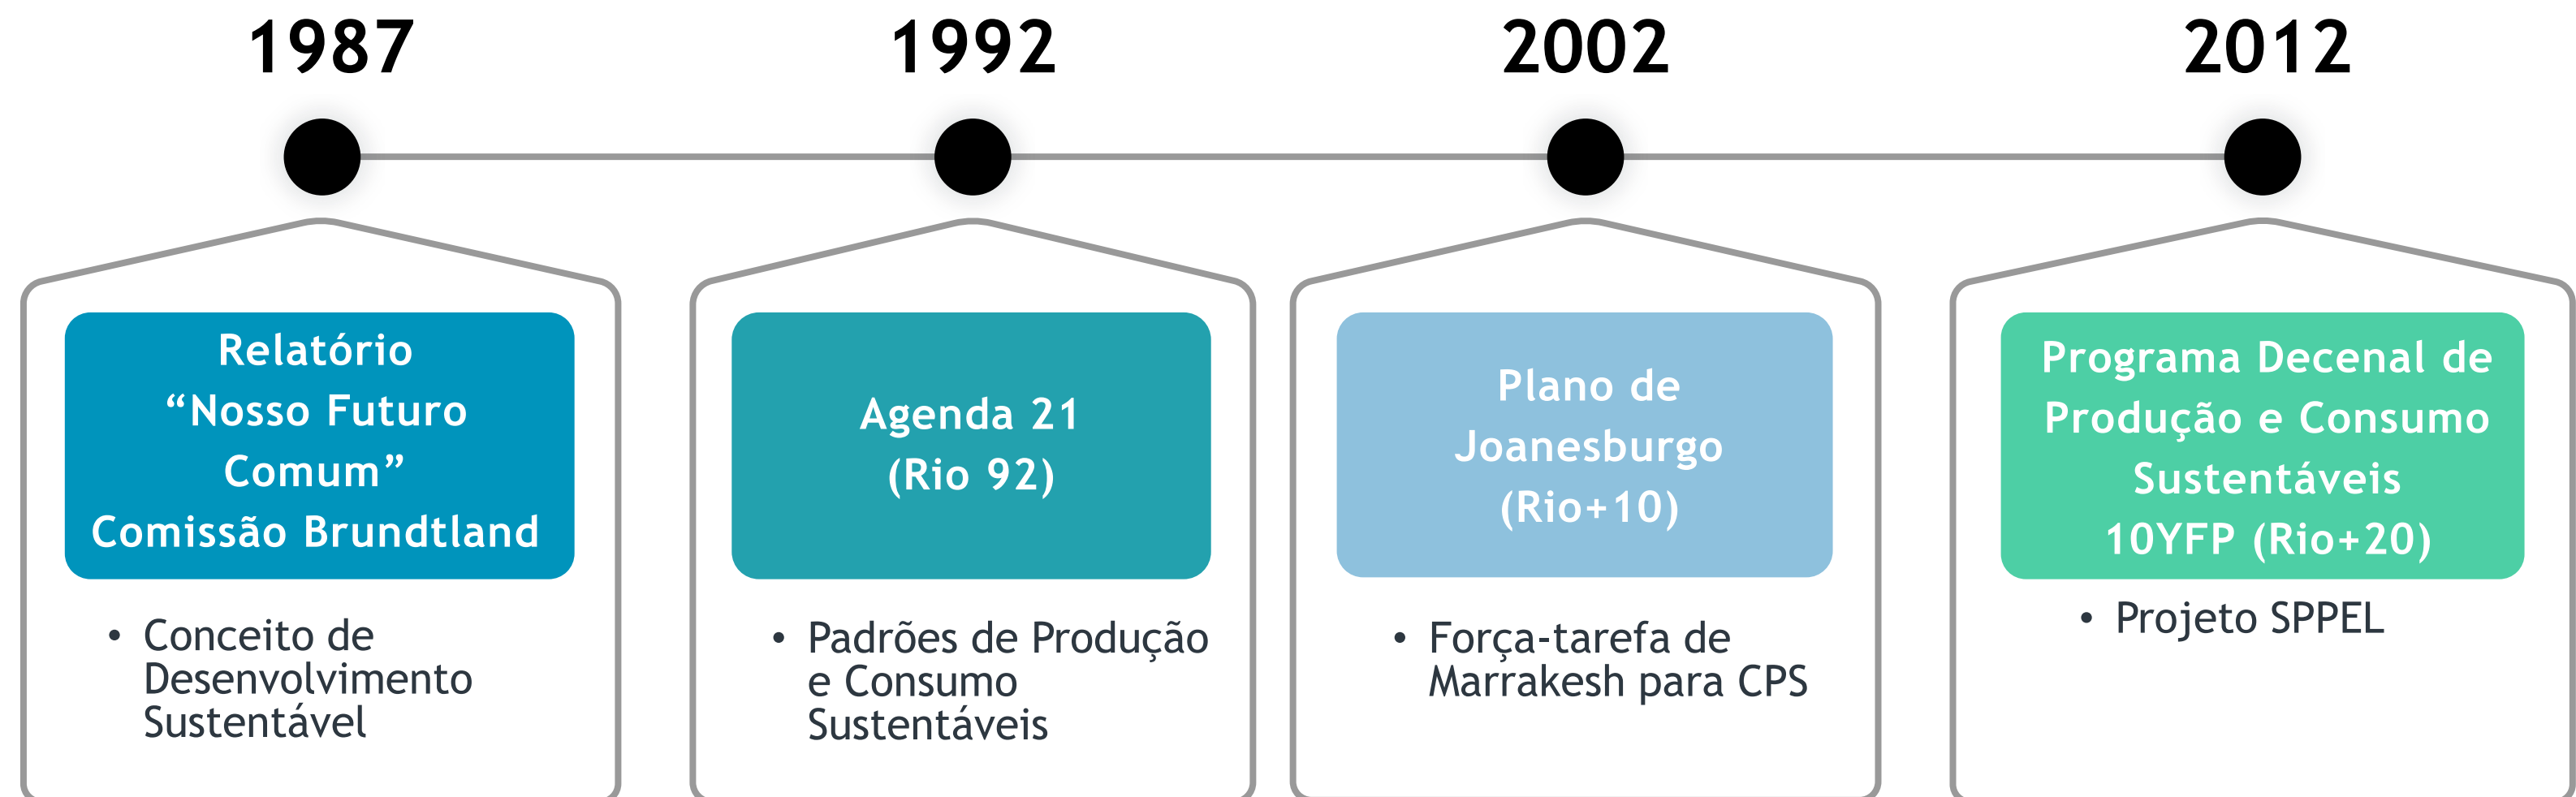 1987
1992
2002
2012
Relatório
“Nosso Futuro
Comum”
Comissão Brundtland
• Conceito de
Desenvolvimento
Sustentável
Agenda 21
(Rio 92)
• Padrões de Produção
e Consumo
Sustentáveis
Plano de
Joanesburgo
(Rio+10)
• Força-tarefa de
Marrakesh para CPS
Programa Decenal de
Produção e Consumo
Sustentáveis
10YFP (Rio+20)
• Projeto SPPEL